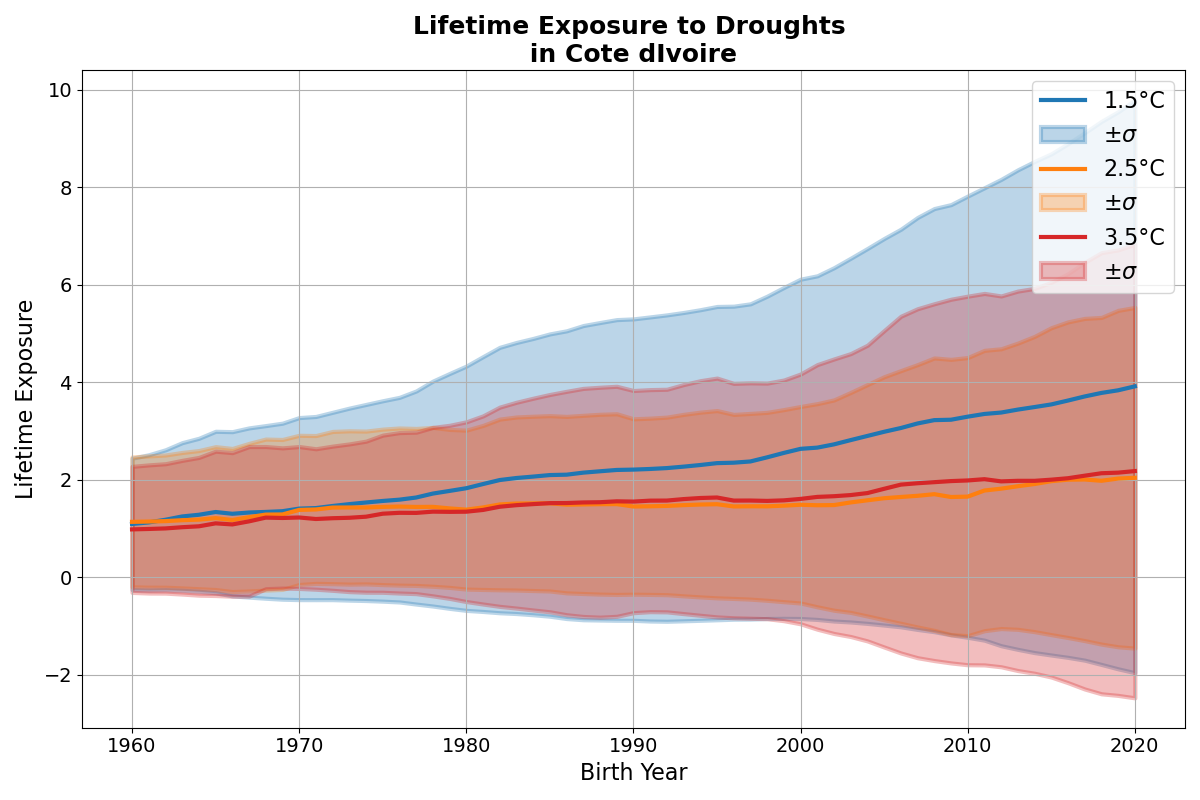 Lifetime Exposure to Droughts
in Cote dIvoire
10
8
6
4
2
0
−2
Lifetime Exposure
1.5°C
±σ
2.5°C
±σ
3.5°C
±σ
1960
1970
1980
1990
2000
2010
2020
Birth Year